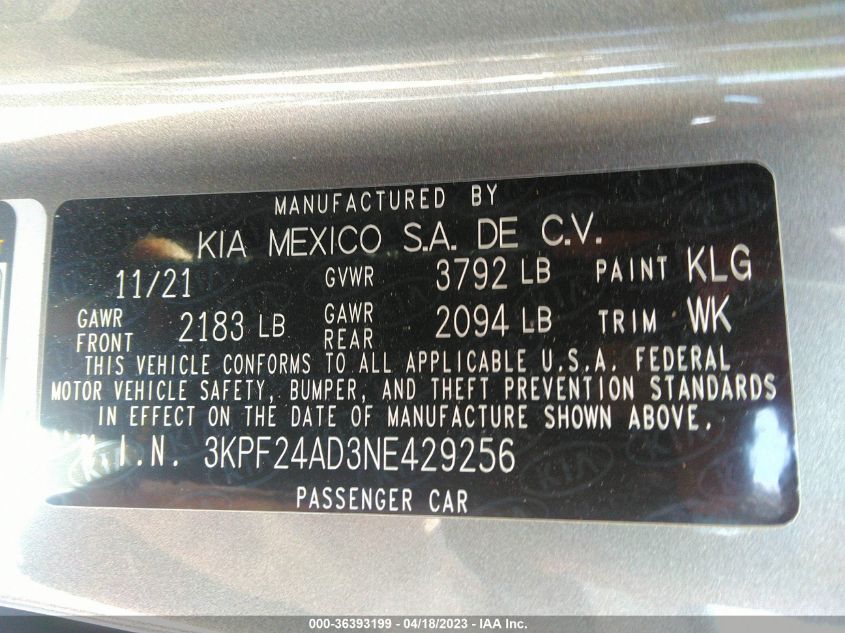 MANUFACTURED BY
KIA MEXICO S.A. DE C.V.
11/21 GVWR 3792 LB PAINT KLG
GAWR FRONT 2183 LB GAWR REAR 2094 LB TRIM WK
THIS VEHICLE CONFORMS TO ALL APPLICABLE U.S.A. FEDERAL
MOTOR VEHICLE SAFETY, BUMPER, AND THEFT PREVENTION STANDARDS
IN EFFECT ON THE DATE OF MANUFACTURE SHOWN ABOVE.
V.I.N. 3KPF24AD3NE429256
PASSENGER CAR
000-36393199 - 04/18/2023 - IAA Inc.